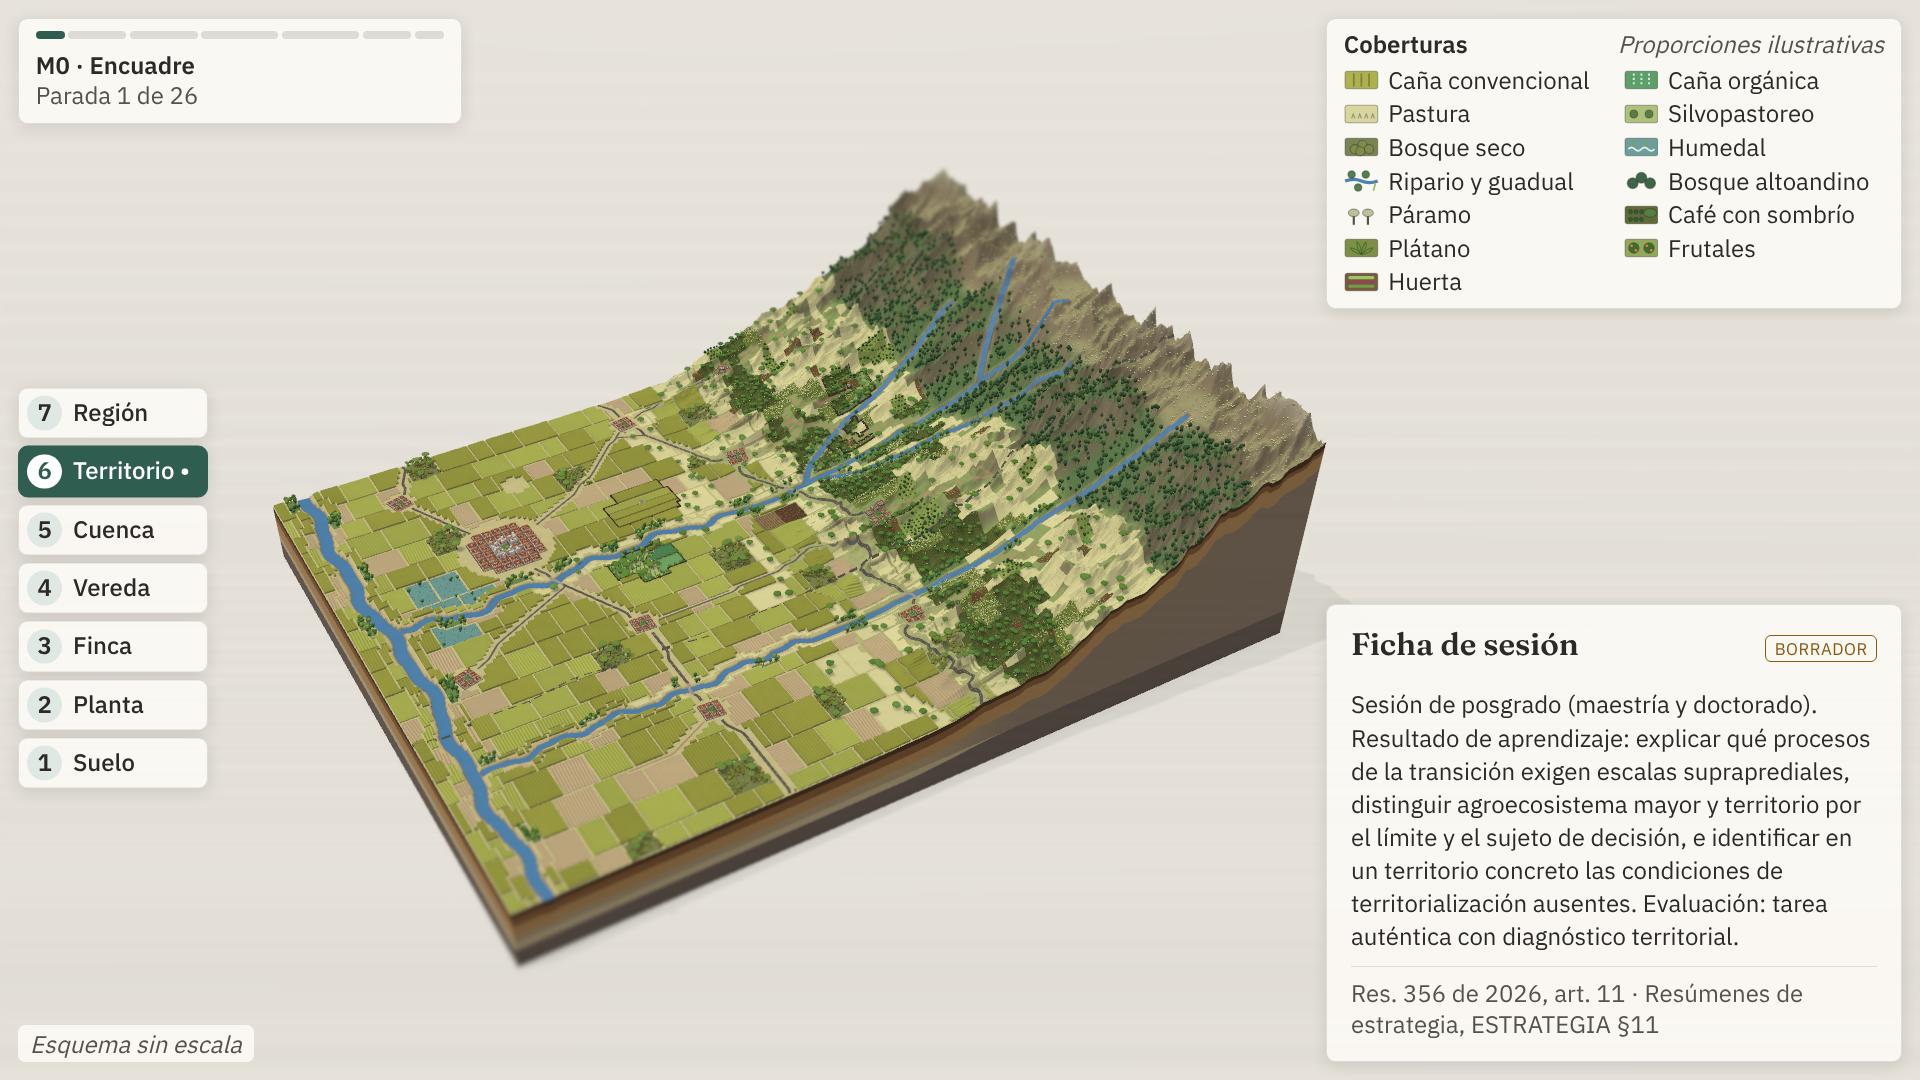 M0 · Encuadre
Parada 1 de 26
Coberturas
Proporciones ilustrativas
Caña convencional
Caña orgánica
Pastura
Silvopastoreo
Bosque seco
Humedal
Ripario y guadual
Bosque altoandino
Páramo
Café con sombrío
Plátano
Frutales
Huerta
7 Región
6 Territorio •
5 Cuenca
4 Vereda
3 Finca
2 Planta
1 Suelo
Ficha de sesión
BORRADOR
Sesión de posgrado (maestría y doctorado).
Resultado de aprendizaje: explicar qué procesos
de la transición exigen escalas supraprediales,
distinguir agroecosistema mayor y territorio por
el límite y el sujeto de decisión, e identificar en
un territorio concreto las condiciones de
territorialización ausentes. Evaluación: tarea
auténtica con diagnóstico territorial.
Res. 356 de 2026, art. 11 · Resúmenes de
estrategia, ESTRATEGIA §11
Esquema sin escala